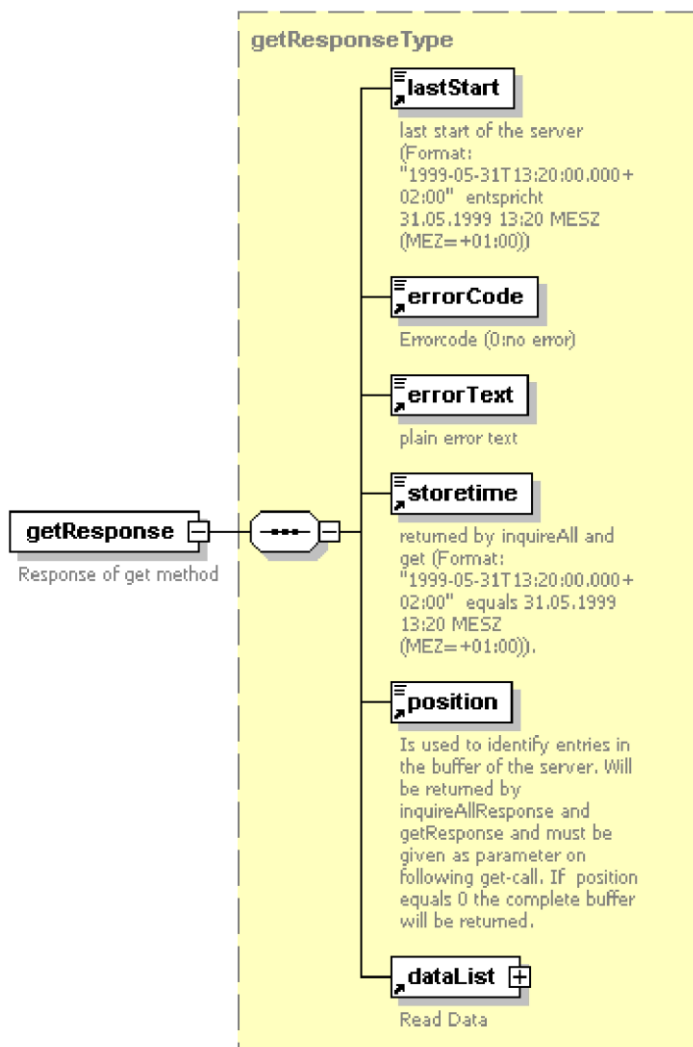 getResponseType
lastStart
last start of the server
(Format:
"1999-05-31T13:20:00.000+
02:00" entspricht
31.05.1999 13:20 MESZ
(MEZ=+01:00))
errorCode
Errorcode (0:no error)
errorText
plain error text
storetime
returned by inquireAll and
get (Format:
"1999-05-31T13:20:00.000+
02:00" equals 31.05.1999
13:20 MESZ
(MEZ=+01:00)).
getResponse
Response of get method
position
Is used to identify entries in
the buffer of the server. Will
be returned by
inquireAllResponse and
getResponse and must be
given as parameter on
following get-call. If position
equals 0 the complete buffer
will be returned.
dataList
Read Data